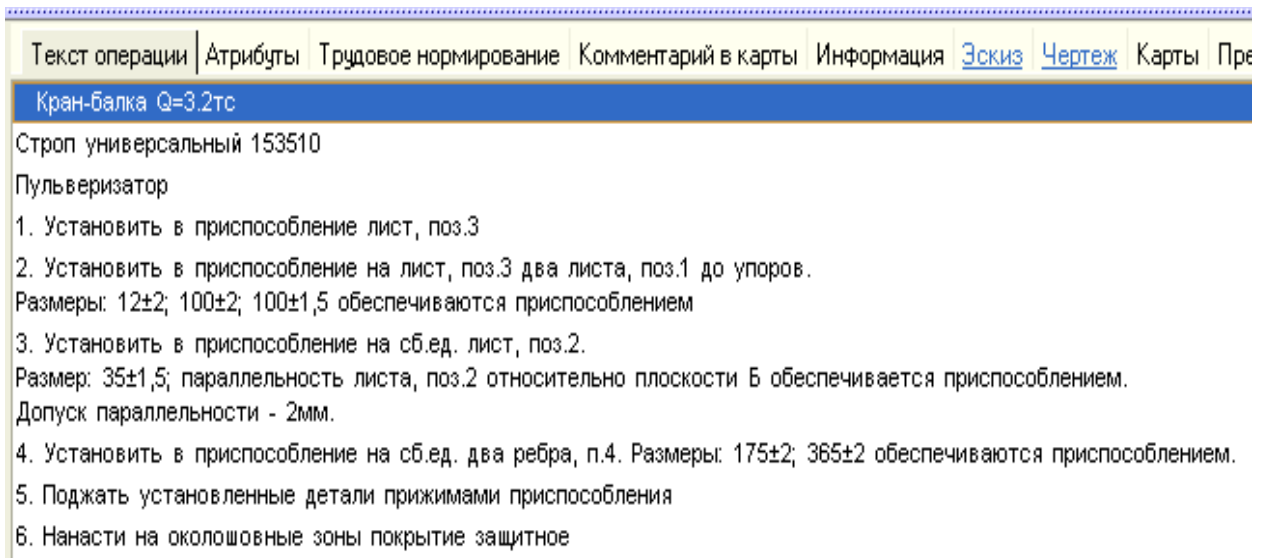 Текст операции Атрибуты Трудовое нормирование Комментарий в карты Информация Эскиз Чертеж Карты Пре
Кран-балка Q=3.2тс
Строп универсальный 153510
Пульверизатор
1. Установить в приспособление лист, поз.3
2. Установить в приспособление на лист, поз.3 два листа, поз.1 до упоров.
Размеры: 12±2; 100±2; 100±1,5 обеспечиваются приспособлением
3. Установить в приспособление на сб.ед. лист, поз.2.
Размер: 35±1,5; параллельность листа, поз.2 относительно плоскости Б обеспечивается приспособлением.
Допуск параллельности - 2мм.
4. Установить в приспособление на сб.ед. два ребра, п.4. Размеры: 175±2; 365±2 обеспечиваются приспособлением.
5. Поджать установленные детали прижимами приспособления
6. Нанасти на околошовные зоны покрытие защитное